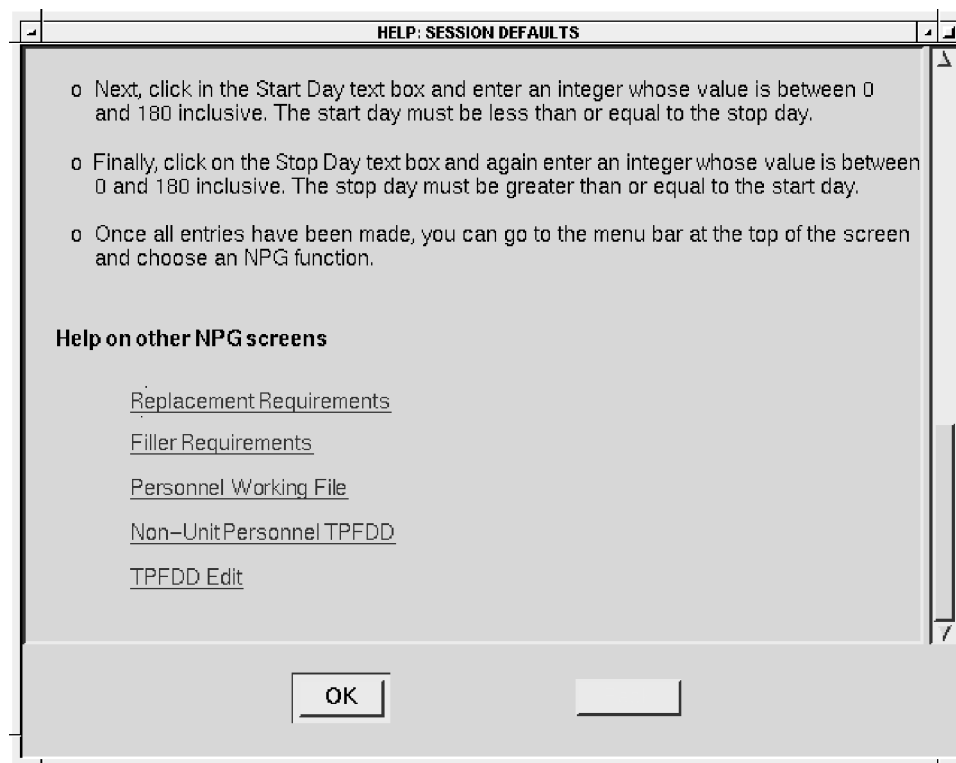 HELP: SESSION DEFAULTS
o Next, click in the Start Day text box and enter an integer whose value is between 0
and 180 inclusive. The start day must be less than or equal to the stop day.
o Finally, click on the Stop Day text box and again enter an integer whose value is between
0 and 180 inclusive. The stop day must be greater than or equal to the start day.
o Once all entries have been made, you can go to the menu bar at the top of the screen
and choose an NPG function.
Help on other NPG screens
Replacement Requirements
Filler Requirements
Personnel Working File
Non-Unit Personnel TPFDD
TPFDD Edit
OK